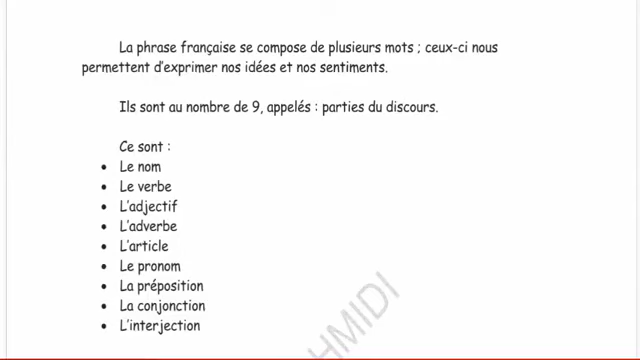 La phrase française se compose de plusieurs mots ; ceux-ci nous
permettent d'exprimer nos idées et nos sentiments.
Ils sont au nombre de 9, appelés : parties du discours.
Ce sont :
• Le nom
• Le verbe
• L'adjectif
• L'adverbe
• L'article
• Le pronom
• La préposition
• La conjonction
• L'interjection
HMIDI